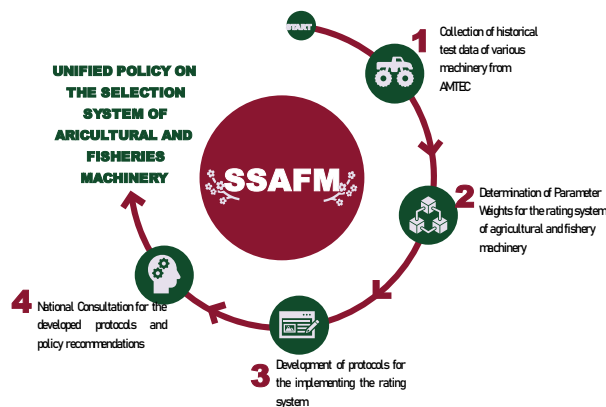 START
1
Collection of historical
test data of various
machinery from
AMTEC
2
Determination of Parameter
Weights for the rating system
of agricultural and fishery
machinery
3
Development of protocols for
the implementing the rating
system
4
National Consultation for the
developed protocols and
policy recommendations
UNIFIED POLICY ON
THE SELECTION
SYSTEM OF
ARICULTURAL AND
FISHERIES
MACHINERY
SSAFM